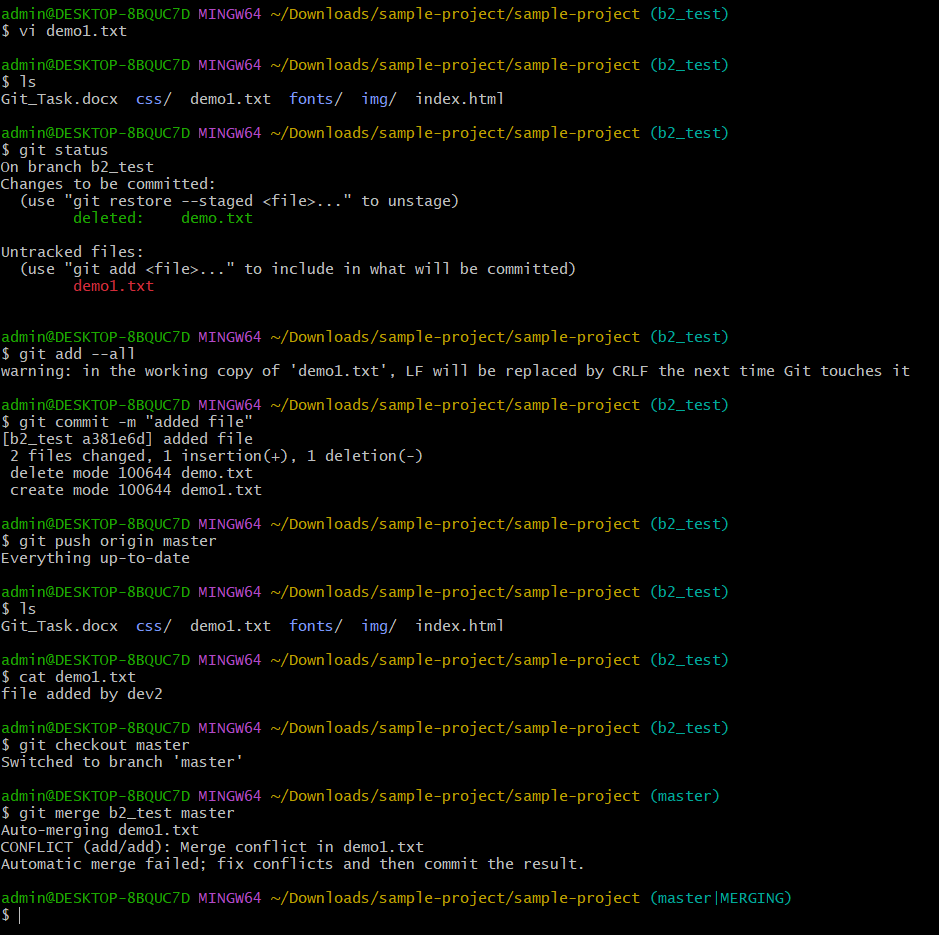 admin@DESKTOP-8BQUC7D MINGW64 ~/Downloads/sample-project/sample-project (b2_test)
$ vi demo1.txt
admin@DESKTOP-8BQUC7D MINGW64 ~/Downloads/sample-project/sample-project (b2_test)
$ ls
Git_Task.docx  css/  demo1.txt  fonts/  img/  index.html
admin@DESKTOP-8BQUC7D MINGW64 ~/Downloads/sample-project/sample-project (b2_test)
$ git status
On branch b2_test
Changes to be committed:
  (use "git restore --staged <file>..." to unstage)
        deleted:    demo.txt
Untracked files:
  (use "git add <file>..." to include in what will be committed)
        demo1.txt
admin@DESKTOP-8BQUC7D MINGW64 ~/Downloads/sample-project/sample-project (b2_test)
$ git add --all
warning: in the working copy of 'demo1.txt', LF will be replaced by CRLF the next time Git touches it
admin@DESKTOP-8BQUC7D MINGW64 ~/Downloads/sample-project/sample-project (b2_test)
$ git commit -m "added file"
[b2_test a381e6d] added file
 2 files changed, 1 insertion(+), 1 deletion(-)
 delete mode 100644 demo.txt
 create mode 100644 demo1.txt
admin@DESKTOP-8BQUC7D MINGW64 ~/Downloads/sample-project/sample-project (b2_test)
$ git push origin master
Everything up-to-date
admin@DESKTOP-8BQUC7D MINGW64 ~/Downloads/sample-project/sample-project (b2_test)
$ ls
Git_Task.docx  css/  demo1.txt  fonts/  img/  index.html
admin@DESKTOP-8BQUC7D MINGW64 ~/Downloads/sample-project/sample-project (b2_test)
$ cat demo1.txt
file added by dev2
admin@DESKTOP-8BQUC7D MINGW64 ~/Downloads/sample-project/sample-project (b2_test)
$ git checkout master
Switched to branch 'master'
admin@DESKTOP-8BQUC7D MINGW64 ~/Downloads/sample-project/sample-project (master)
$ git merge b2_test master
Auto-merging demo1.txt
CONFLICT (add/add): Merge conflict in demo1.txt
Automatic merge failed; fix conflicts and then commit the result.
admin@DESKTOP-8BQUC7D MINGW64 ~/Downloads/sample-project/sample-project (master|MERGING)
$